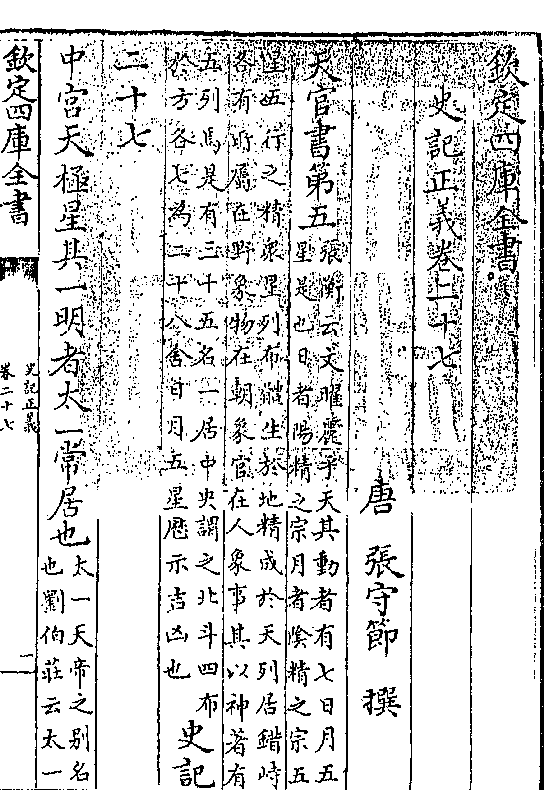 欽定四庫全書
史記正義卷二十七
唐 張守節 撰
天官書第五 張衡云文曜麗乎天其動者有七日月五
星是也日者陽精之宗月者陰精之宗五
星五行之精衆星列布體生於地精成於天列居錯峙
各有所屬在野象物在朝象官在人象事其以神著有
五列焉是有三十五名一居中央謂之北斗四布
於方各七為二十八舍日月五星歴示吉凶也 史記
二十七
中宮天極星其一明者太一常居也 太一天帝之别名
也劉伯莊云太一
欽定四庫全書
史記正義
卷二十七
一